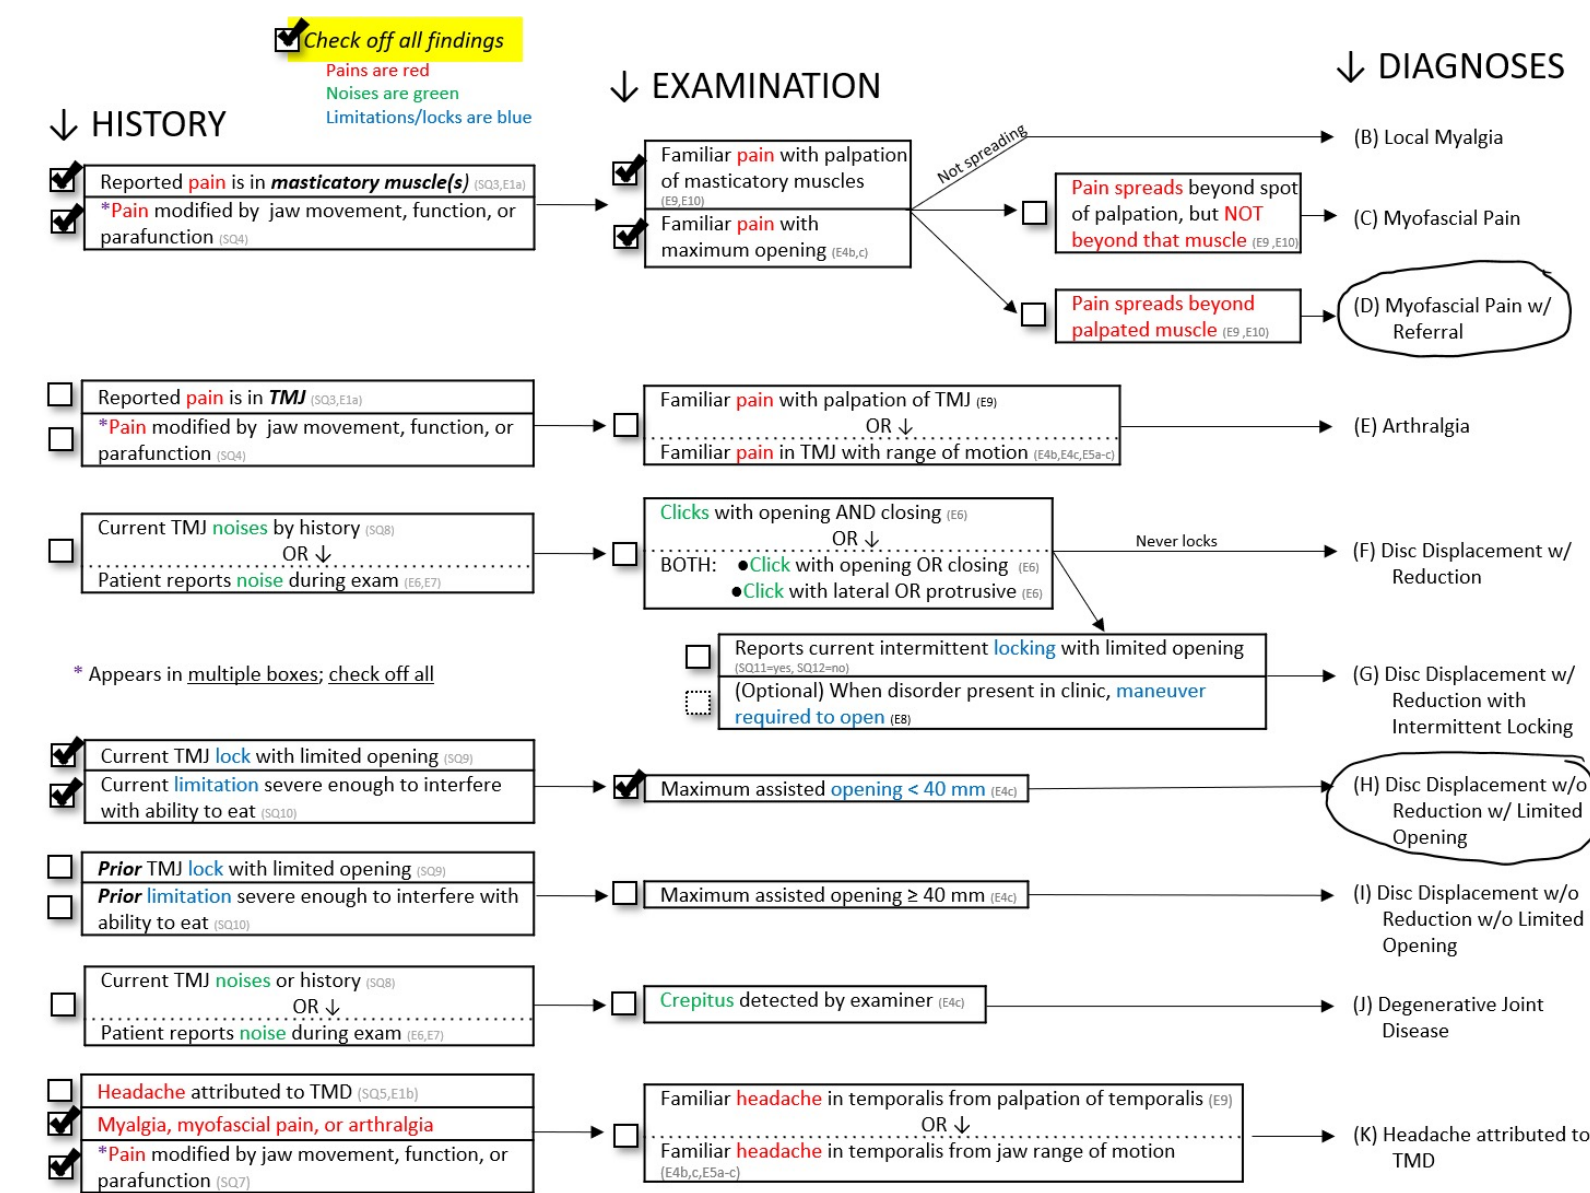 Check off all findings
Pains are red
Noises are green
Limitations/locks are blue
↓ HISTORY
↓ EXAMINATION
↓ DIAGNOSES
Reported pain is in masticatory muscle(s) (SQ3,E1a)
*Pain modified by jaw movement, function, or
parafunction (SQ4)
Familiar pain with palpation
of masticatory muscles
(E9,E10)
Familiar pain with
maximum opening (E4b,c)
Not spreading
(B) Local Myalgia
Pain spreads beyond spot
of palpation, but NOT
beyond that muscle (E9 ,E10)
(C) Myofascial Pain
Pain spreads beyond
palpated muscle (E9 ,E10)
(D) Myofascial Pain w/
Referral
Reported pain is in TMJ (SQ3,E1a)
*Pain modified by jaw movement, function, or
parafunction (SQ4)
Familiar pain with palpation of TMJ (E9)
OR ↓
Familiar pain in TMJ with range of motion (E4b,E4c,E5a-c)
(E) Arthralgia
Current TMJ noises by history (SQ8)
OR ↓
Patient reports noise during exam (E6,E7)
Clicks with opening AND closing (E6)
OR ↓
BOTH: ●Click with opening OR closing (E6)
●Click with lateral OR protrusive (E6)
Never locks
(F) Disc Displacement w/
Reduction
Reports current intermittent locking with limited opening
(SQ11=yes, SQ12=no)
(Optional) When disorder present in clinic, maneuver
required to open (E8)
(G) Disc Displacement w/
Reduction with
Intermittent Locking
* Appears in multiple boxes; check off all
Current TMJ lock with limited opening (SQ9)
Current limitation severe enough to interfere
with ability to eat (SQ10)
Maximum assisted opening < 40 mm (E4c)
(H) Disc Displacement w/o
Reduction w/ Limited
Opening
Prior TMJ lock with limited opening (SQ9)
Prior limitation severe enough to interfere with
ability to eat (SQ10)
Maximum assisted opening ≥ 40 mm (E4c)
(I) Disc Displacement w/o
Reduction w/o Limited
Opening
Current TMJ noises or history (SQ8)
OR ↓
Patient reports noise during exam (E6,E7)
Crepitus detected by examiner (E4c)
(J) Degenerative Joint
Disease
Headache attributed to TMD (SQ5,E1b)
Myalgia, myofascial pain, or arthralgia
*Pain modified by jaw movement, function, or
parafunction (SQ7)
Familiar headache in temporalis from palpation of temporalis (E9)
OR ↓
Familiar headache in temporalis from jaw range of motion
(E4b,c,E5a-c)
(K) Headache attributed to
TMD